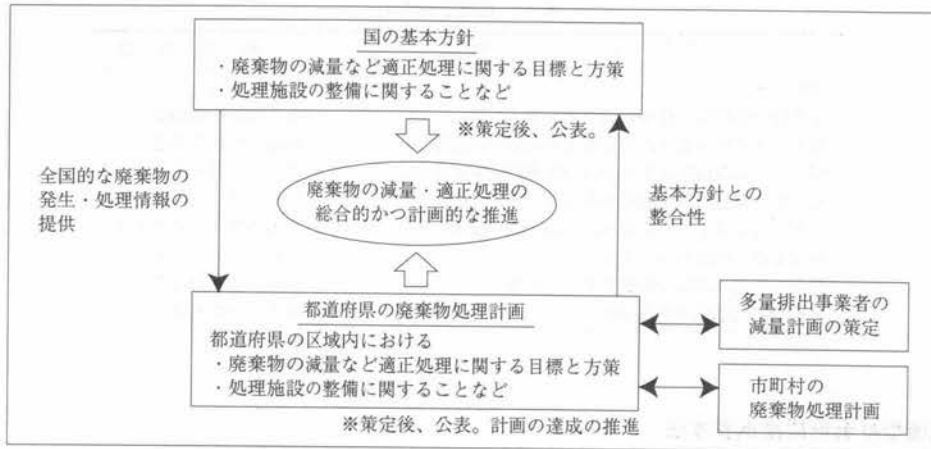 国の基本方針
・廃棄物の減量など適正処理に関する目標と方策
・処理施設の整備に関することなど
※策定後、公表。
全国的な廃棄物の
発生・処理情報の
提供
廃棄物の減量・適正処理の
総合的かつ計画的な推進
基本方針との
整合性
都道府県の廃棄物処理計画
都道府県の区域内における
・廃棄物の減量など適正処理に関する目標と方策
・処理施設の整備に関することなど
※策定後、公表。計画の達成の推進
多量排出事業者の
減量計画の策定
市町村の
廃棄物処理計画